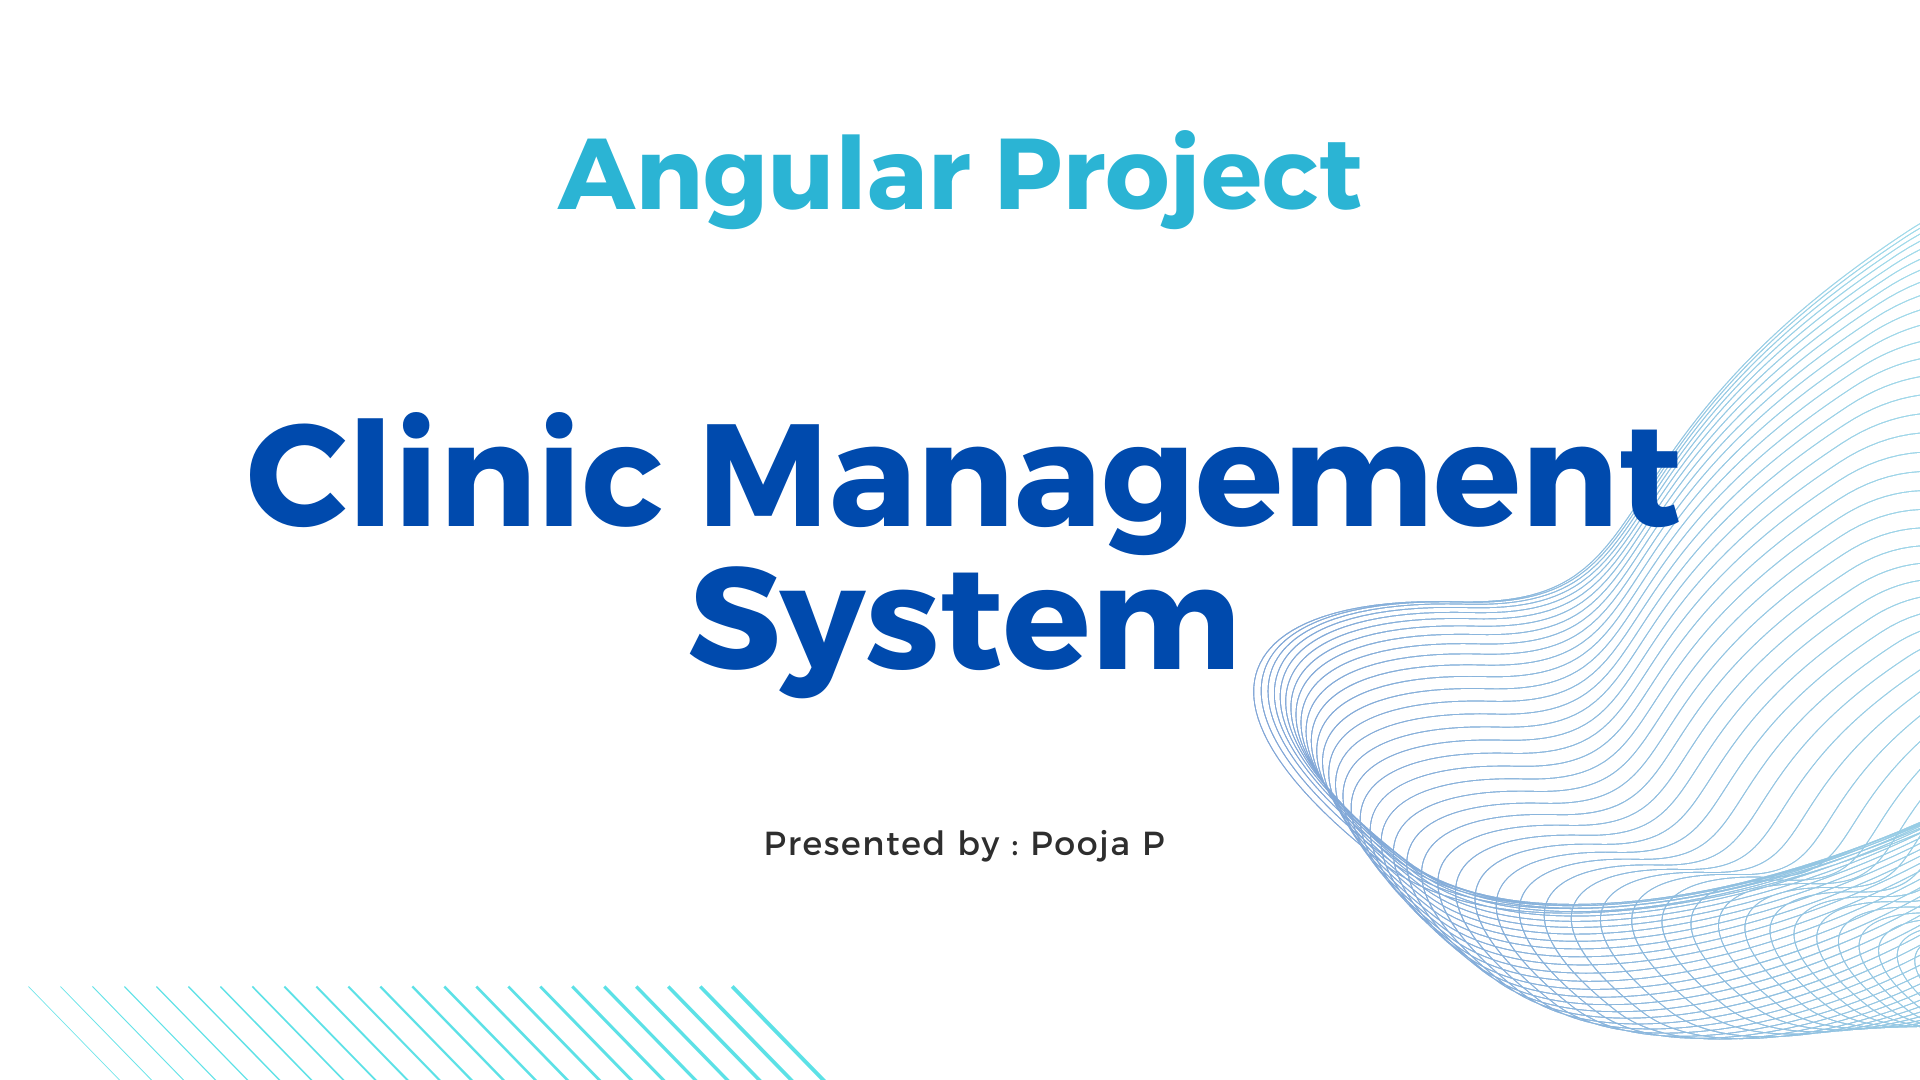 Angular Project
Clinic Management
System
Presented by : Pooja P